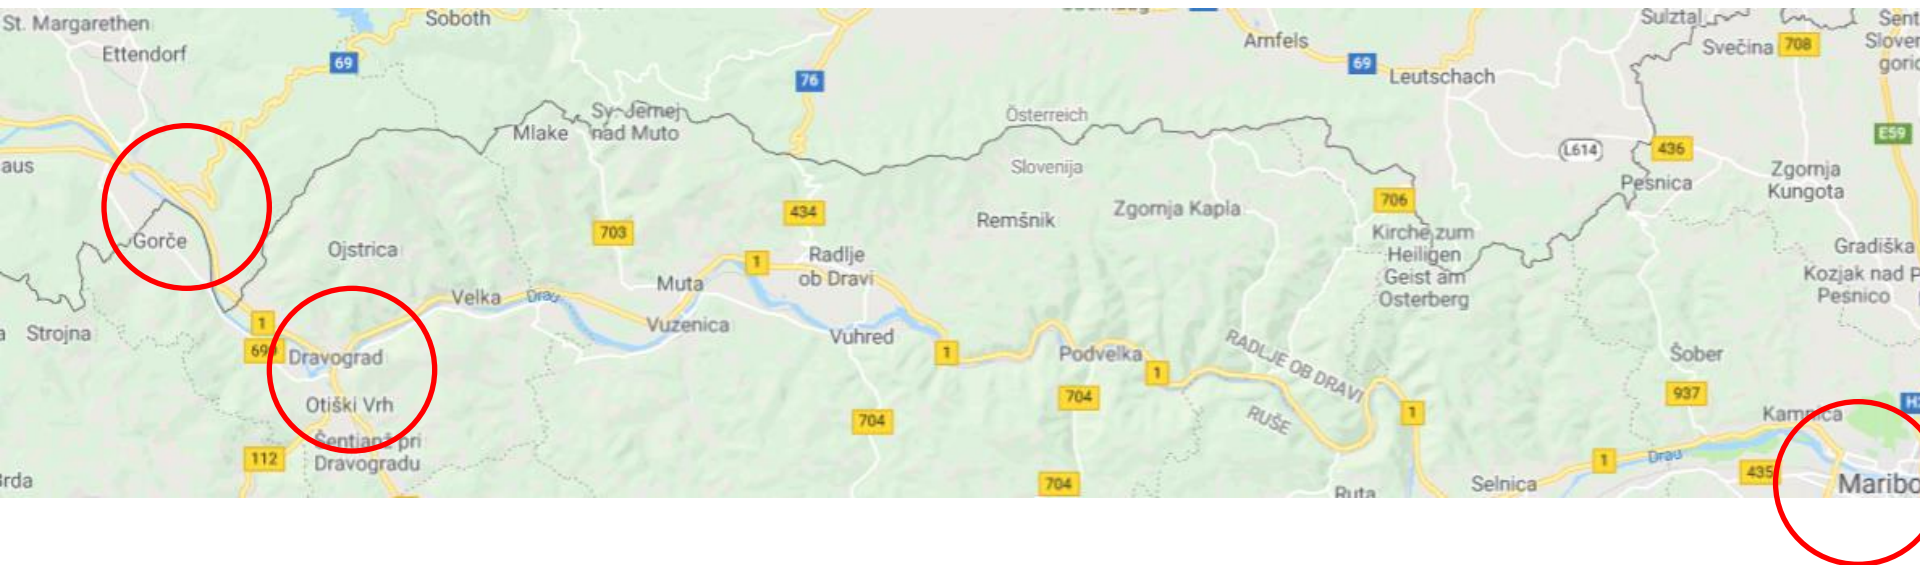 St. Margarethen
Ettendorf
Soboth
69
76
Arnfels
69
Leutschach
Sulztal
Svečina
708
E59
Österreich
Slovenija
Mlake
Sv. Jernej
nad Muto
L614
436
Pesnica
Zgornja
Kungota
aus
Gorče
Ojstrica
703
434
Remšnik
Zgornja Kapla
706
Kirche zum
Heiligen
Geist am
Osterberg
Gradiška
Kozjak nad P
Pesnico
1
Radlje
ob Dravi
Muta
Velka
Drau
Vuzenica
Vuhred
Strojna
1
Dravograd
Otiški Vrh
Šentjanž pri
Dravogradu
112
1
Podvelka
1
RADLJE OB DRAVI
RUŠE
704
704
704
1
Ruta
Selnica
1
Drau
435
Šober
937
Kamnica
Maribo